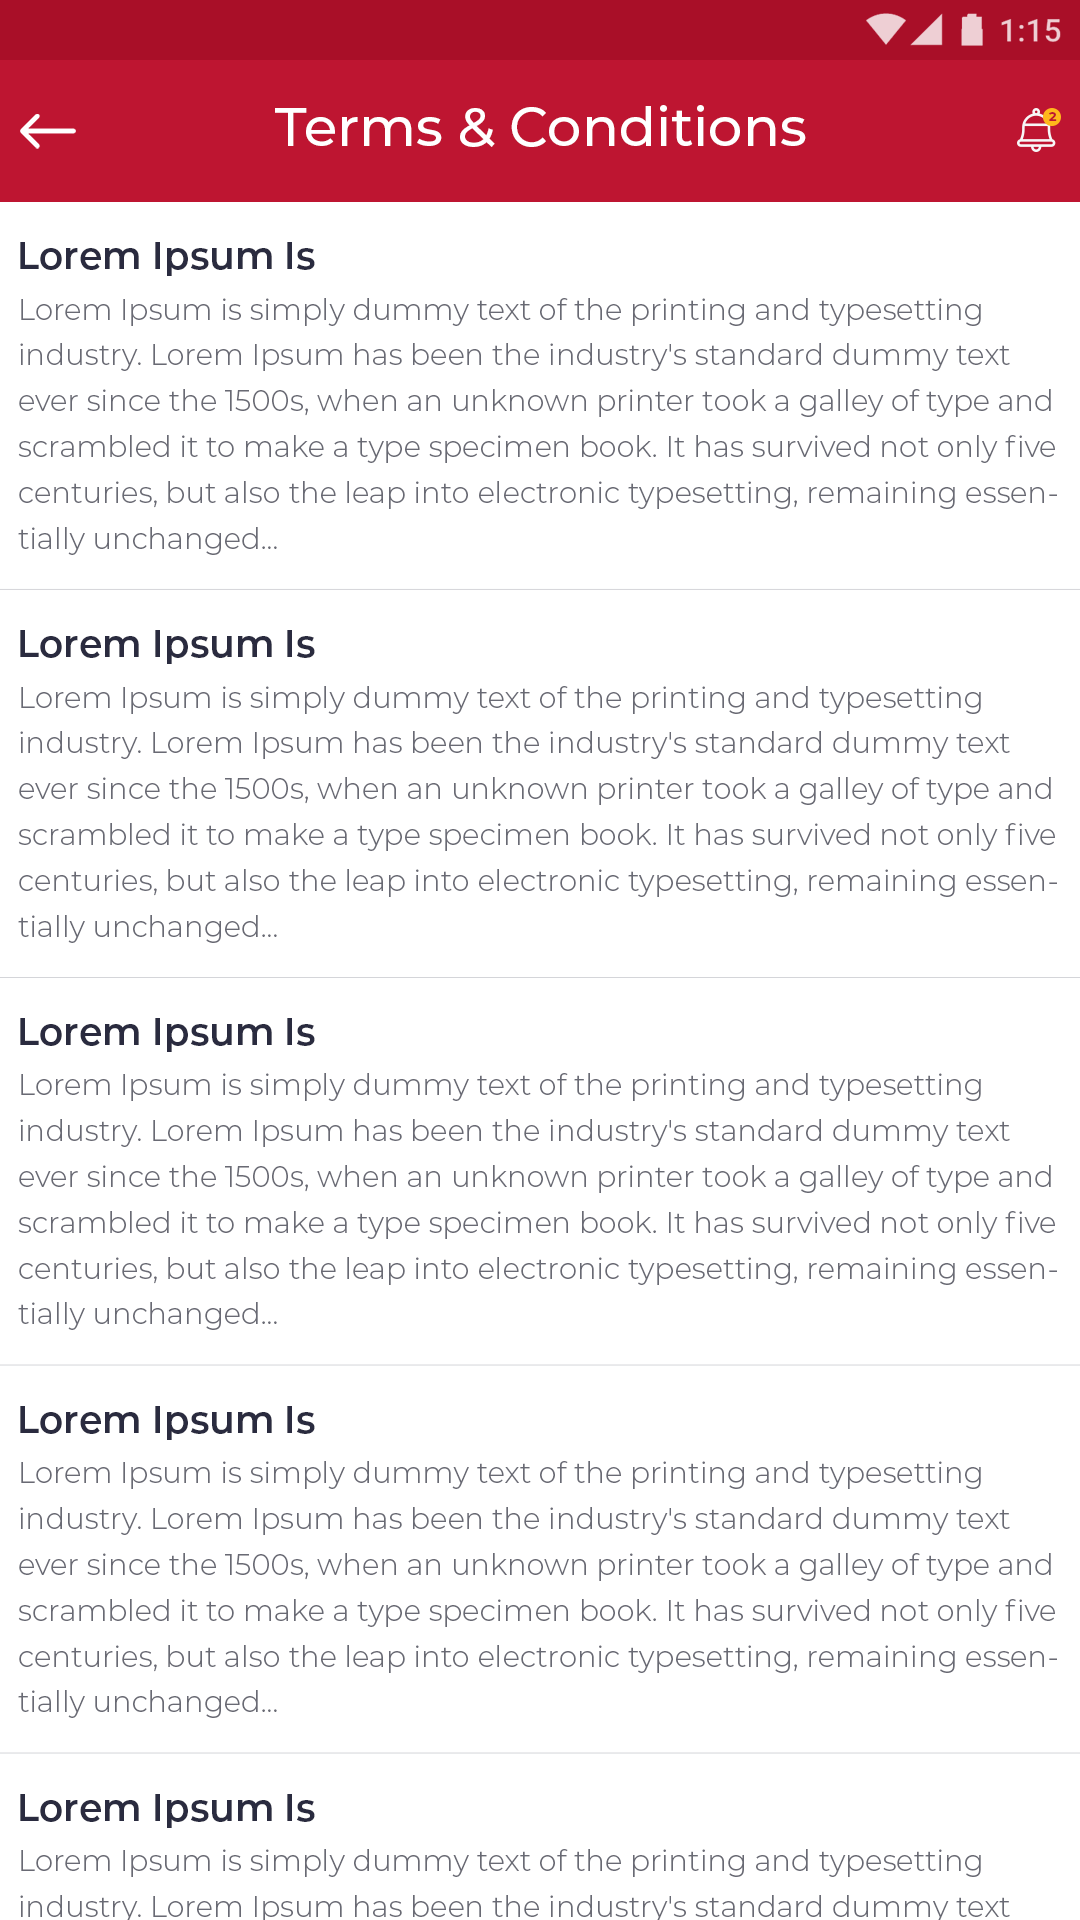 1:15
Terms & Conditions
2
Lorem Ipsum Is
Lorem Ipsum is simply dummy text of the printing and typesetting
industry. Lorem Ipsum has been the industry's standard dummy text
ever since the 1500s, when an unknown printer took a galley of type and
scrambled it to make a type specimen book. It has survived not only five
centuries, but also the leap into electronic typesetting, remaining essen-
tially unchanged...
Lorem Ipsum Is
Lorem Ipsum is simply dummy text of the printing and typesetting
industry. Lorem Ipsum has been the industry's standard dummy text
ever since the 1500s, when an unknown printer took a galley of type and
scrambled it to make a type specimen book. It has survived not only five
centuries, but also the leap into electronic typesetting, remaining essen-
tially unchanged...
Lorem Ipsum Is
Lorem Ipsum is simply dummy text of the printing and typesetting
industry. Lorem Ipsum has been the industry's standard dummy text
ever since the 1500s, when an unknown printer took a galley of type and
scrambled it to make a type specimen book. It has survived not only five
centuries, but also the leap into electronic typesetting, remaining essen-
tially unchanged...
Lorem Ipsum Is
Lorem Ipsum is simply dummy text of the printing and typesetting
industry. Lorem Ipsum has been the industry's standard dummy text
ever since the 1500s, when an unknown printer took a galley of type and
scrambled it to make a type specimen book. It has survived not only five
centuries, but also the leap into electronic typesetting, remaining essen-
tially unchanged...
Lorem Ipsum Is
Lorem Ipsum is simply dummy text of the printing and typesetting
industry. Lorem Ipsum has been the industry's standard dummy text